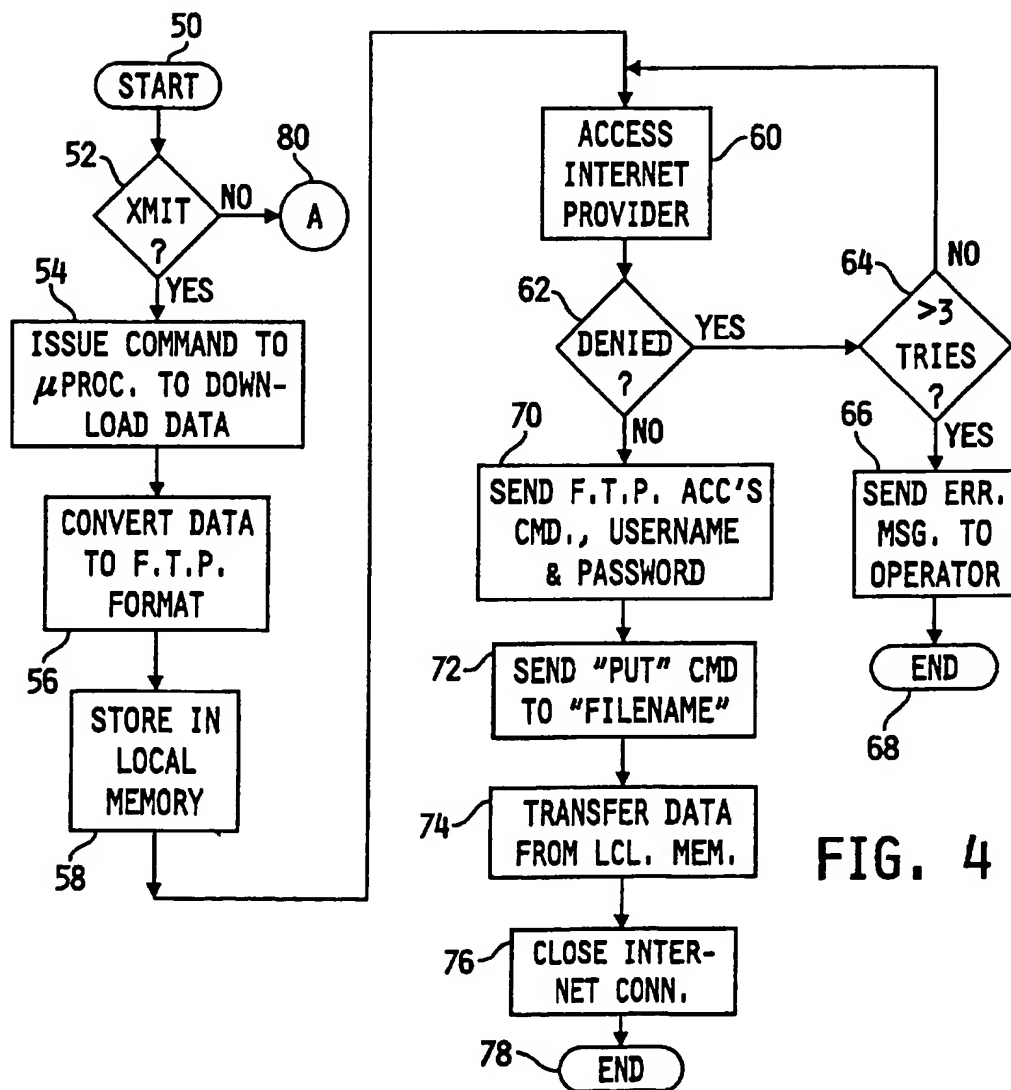 50
START
52
XMIT
?
NO
80
A
YES
54
ISSUE COMMAND TO
μPROC. TO DOWN-
LOAD DATA
CONVERT DATA
TO F.T.P.
FORMAT
56
STORE IN
LOCAL
MEMORY
58
ACCESS
INTERNET
PROVIDER
60
62
DENIED
?
YES
64
>3
TRIES
?
NO
YES
66
SEND ERR.
MSG. TO
OPERATOR
END
68
NO
70
SEND F.T.P. ACC'S
CMD., USERNAME
& PASSWORD
72
SEND "PUT" CMD
TO "FILENAME"
74
TRANSFER DATA
FROM LCL. MEM.
76
CLOSE INTER-
NET CONN.
78
END
FIG. 4